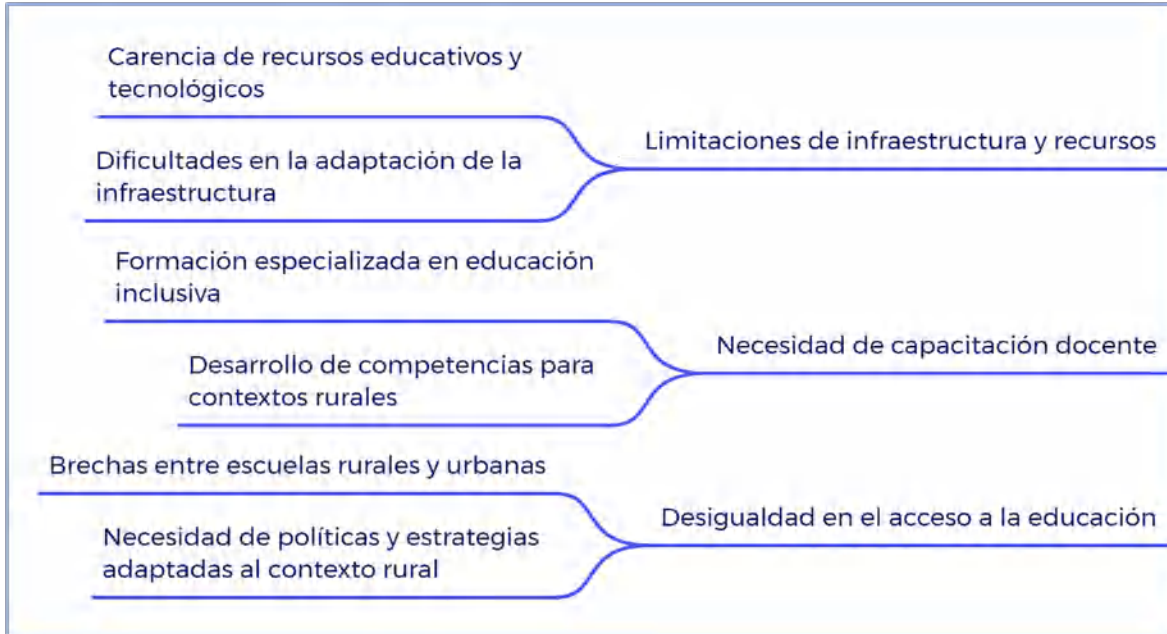 Carencia de recursos educativos y
tecnológicos
Limitaciones de infraestructura y recursos
Dificultades en la adaptación de la
infraestructura
Formación especializada en educación
inclusiva
Necesidad de capacitación docente
Desarrollo de competencias para
contextos rurales
Brechas entre escuelas rurales y urbanas
Desigualdad en el acceso a la educación
Necesidad de políticas y estrategias
adaptadas al contexto rural